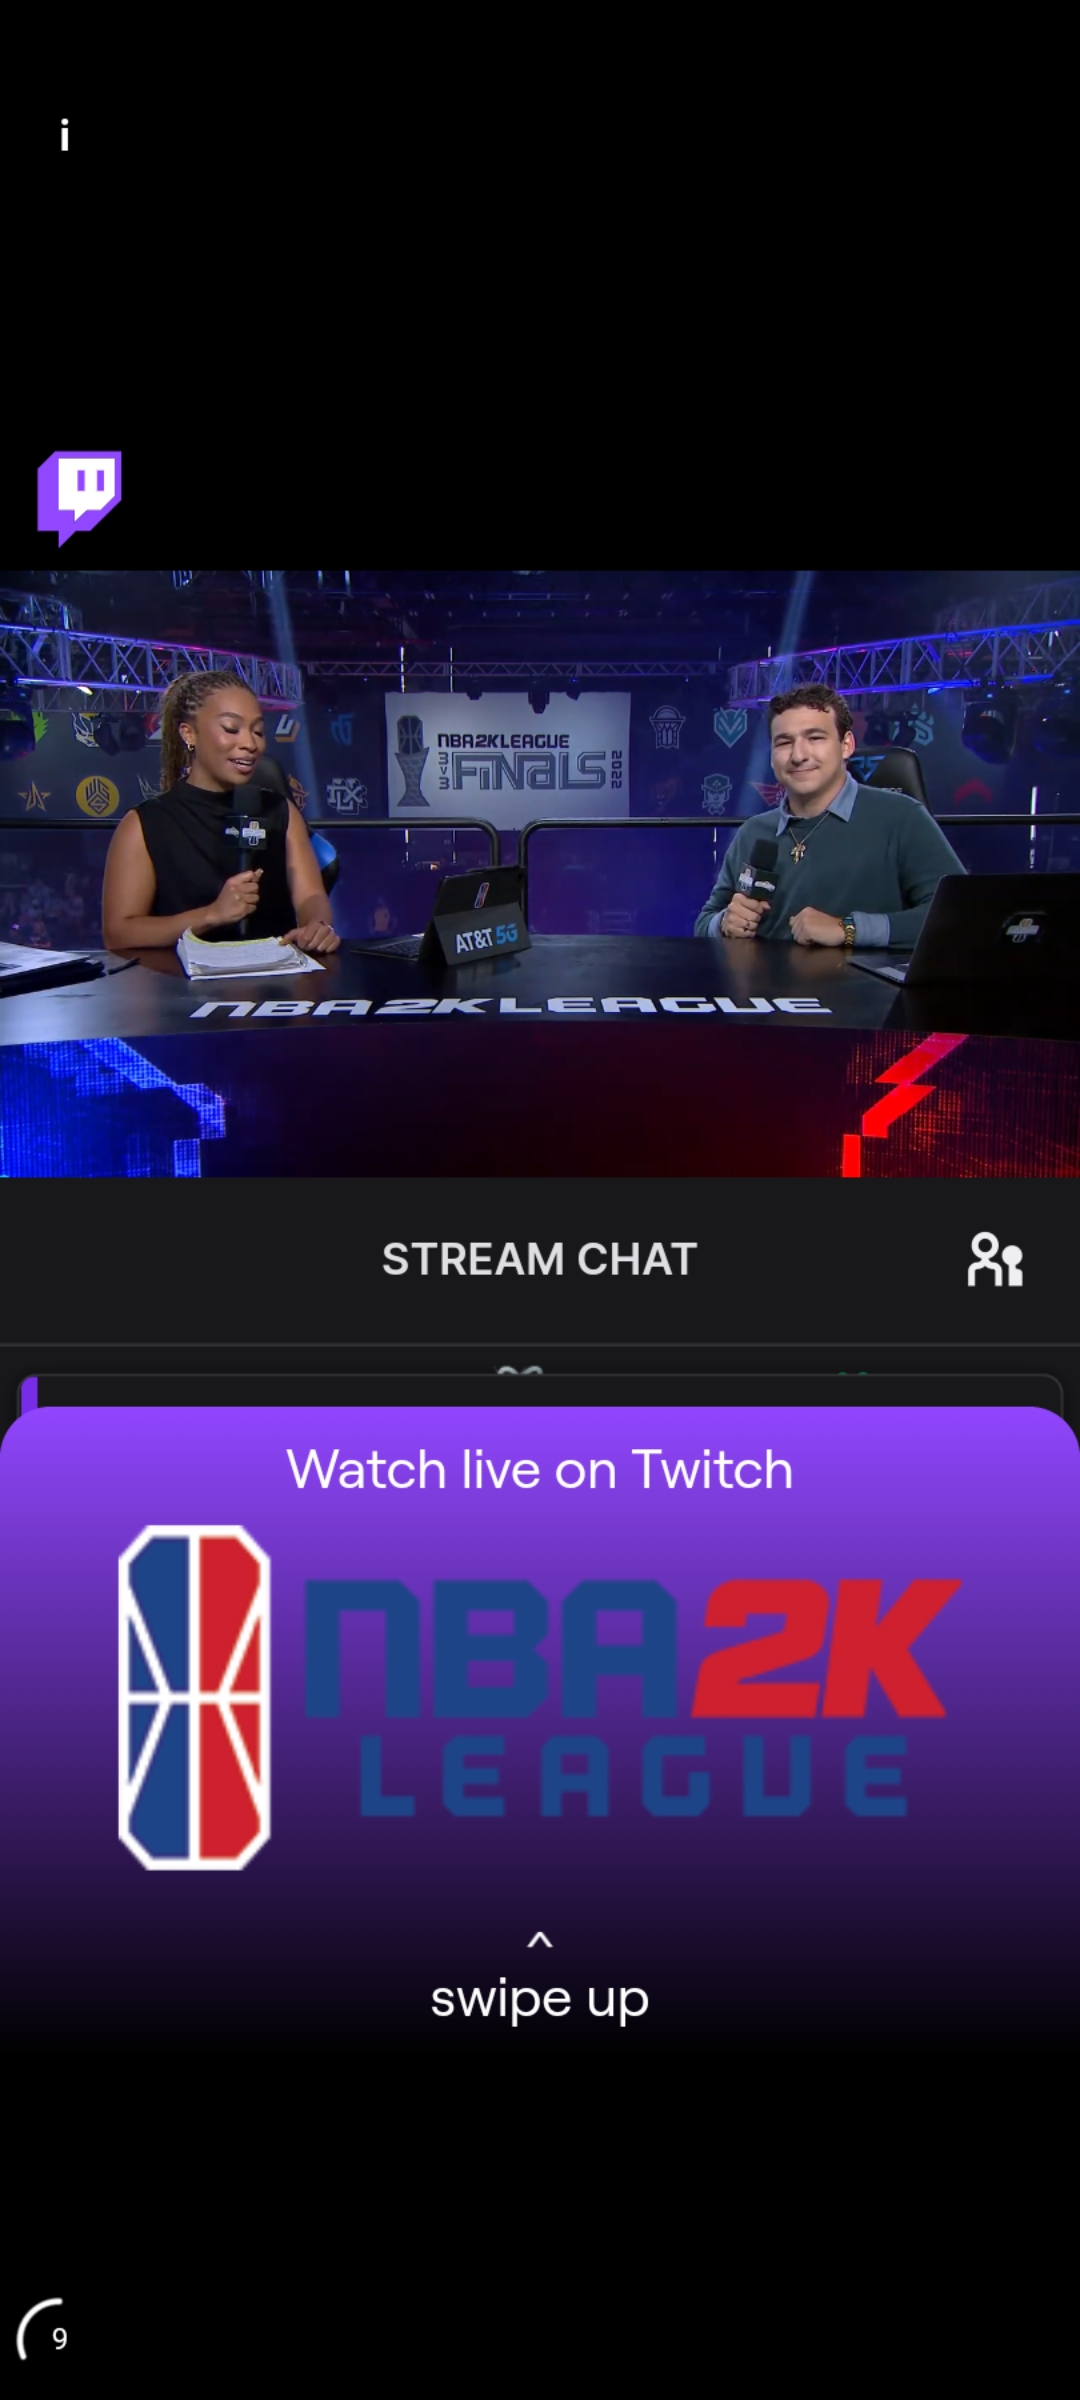 i
NBA2KLEAGUE
3V3
FINALS
2022
AT&T 5G
NBA2KLEAGUE
STREAM CHAT
Watch live on Twitch
NBA2K
LEAGUE
^
swipe up
9